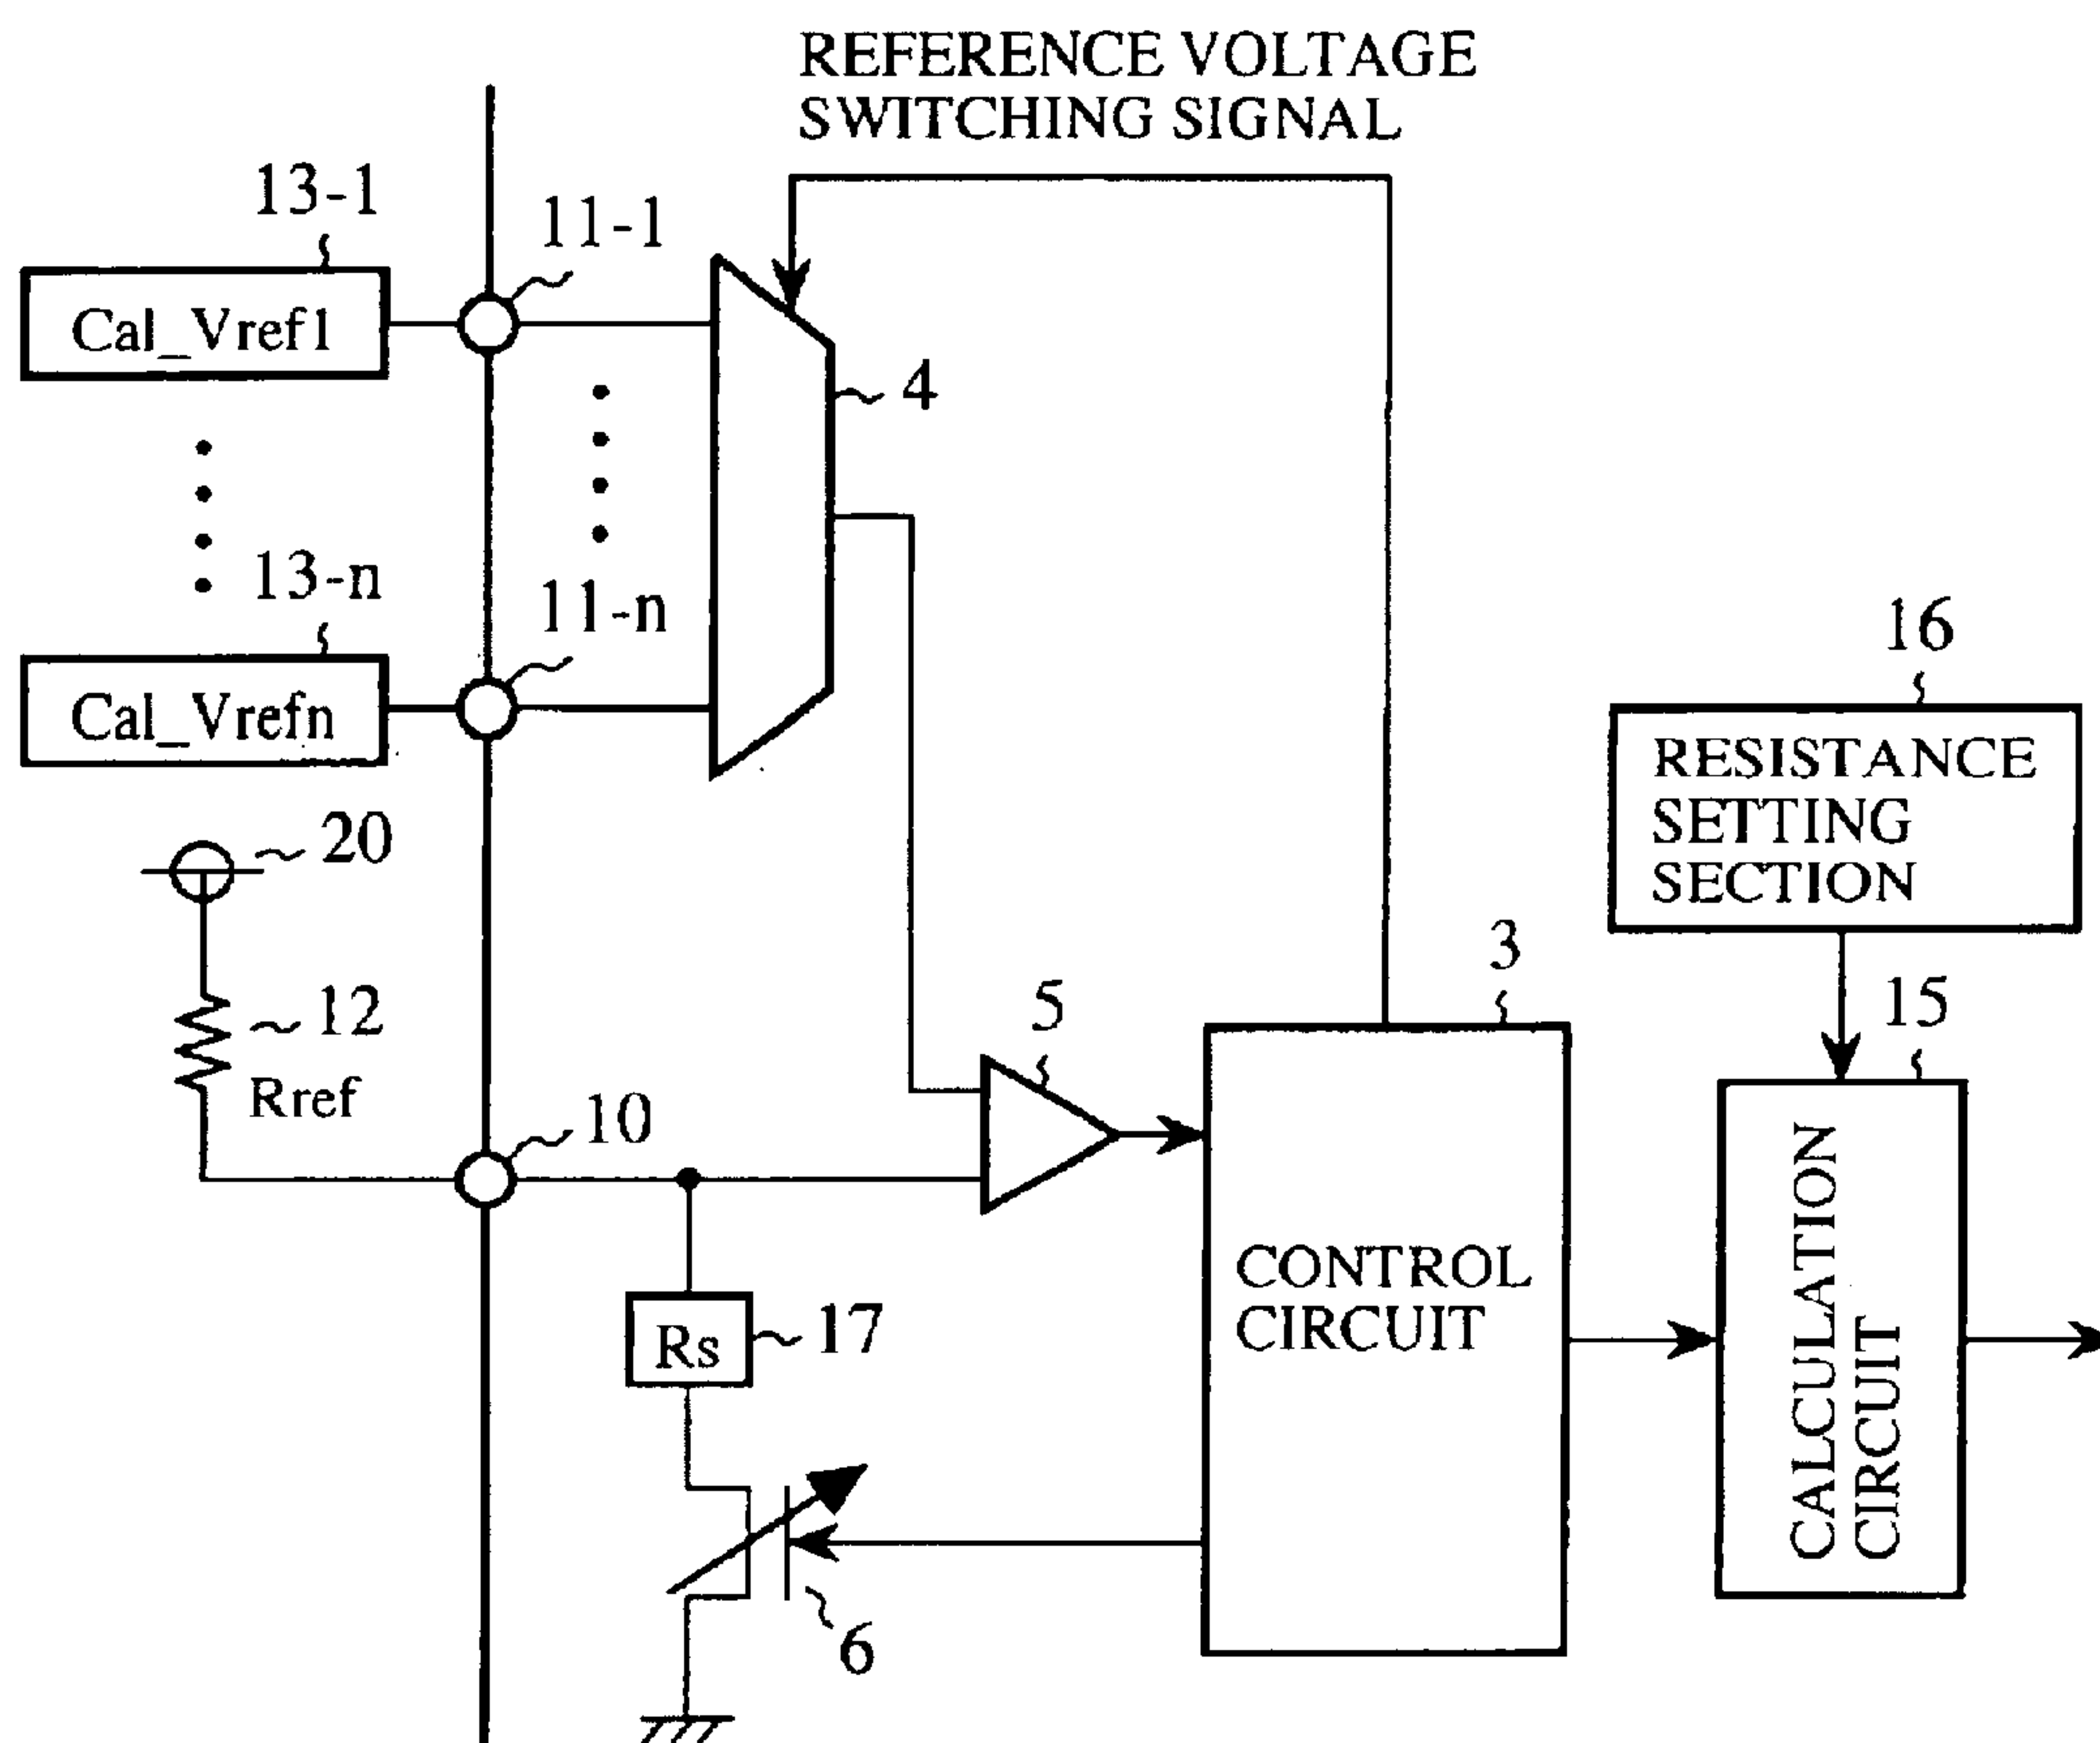 REFERENCE VOLTAGE
SWITCHING SIGNAL
13-1
11-1
Cal_Vref1
4
13-n
11-n
Cal_Vrefn
16
RESISTANCE
SETTING
SECTION
20
12
Rref
3
5
15
10
CONTROL
CIRCUIT
CALCULATION
CIRCUIT
Rs
17
6